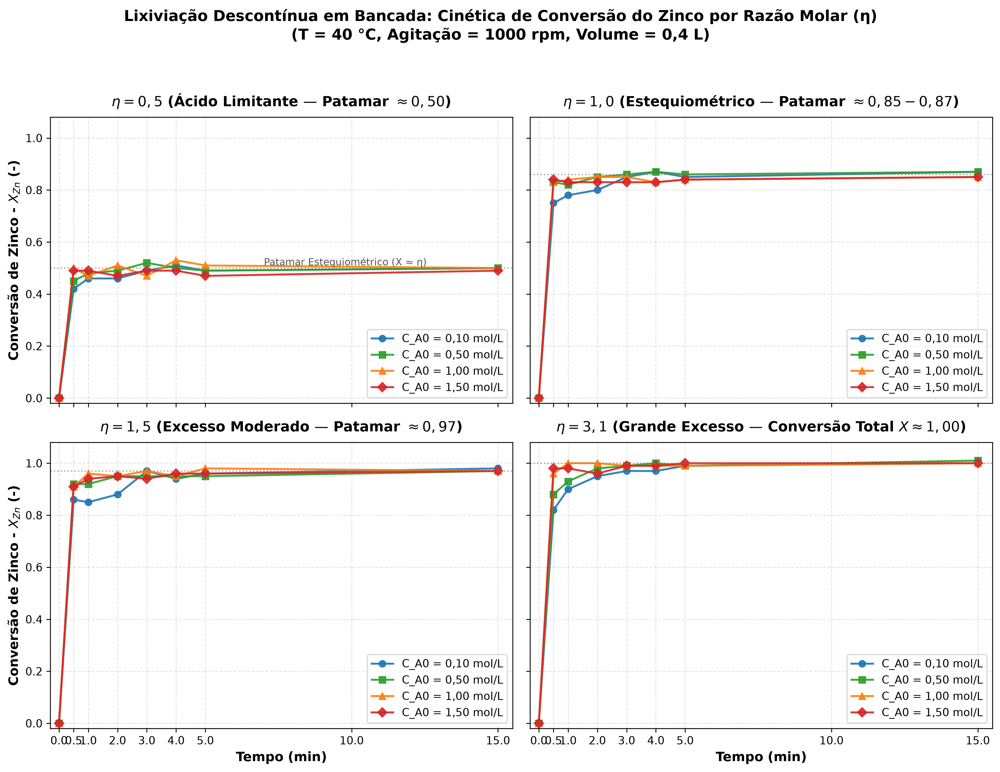 Lixiviação Descontínua em Bancada: Cinética de Conversão do Zinco por Razão Molar (η)
(T = 40 °C, Agitação = 1000 rpm, Volume = 0,4 L)
η = 0, 5 (Ácido Limitante — Patamar ≈ 0, 50)
Conversão de Zinco - X_Zn (-)
1.0
0.8
0.6
0.4
0.2
0.0
Patamar Estequiométrico (X ≈ η)
C_A0 = 0,10 mol/L
C_A0 = 0,50 mol/L
C_A0 = 1,00 mol/L
C_A0 = 1,50 mol/L
η = 1, 0 (Estequiométrico — Patamar ≈ 0, 85 − 0, 87)
C_A0 = 0,10 mol/L
C_A0 = 0,50 mol/L
C_A0 = 1,00 mol/L
C_A0 = 1,50 mol/L
η = 1, 5 (Excesso Moderado — Patamar ≈ 0, 97)
Conversão de Zinco - X_Zn (-)
1.0
0.8
0.6
0.4
0.2
0.0
C_A0 = 0,10 mol/L
C_A0 = 0,50 mol/L
C_A0 = 1,00 mol/L
C_A0 = 1,50 mol/L
0.0 0.5 1.0 2.0 3.0 4.0 5.0 10.0 15.0
Tempo (min)
η = 3, 1 (Grande Excesso — Conversão Total X ≈ 1, 00)
C_A0 = 0,10 mol/L
C_A0 = 0,50 mol/L
C_A0 = 1,00 mol/L
C_A0 = 1,50 mol/L
0.0 0.5 1.0 2.0 3.0 4.0 5.0 10.0 15.0
Tempo (min)